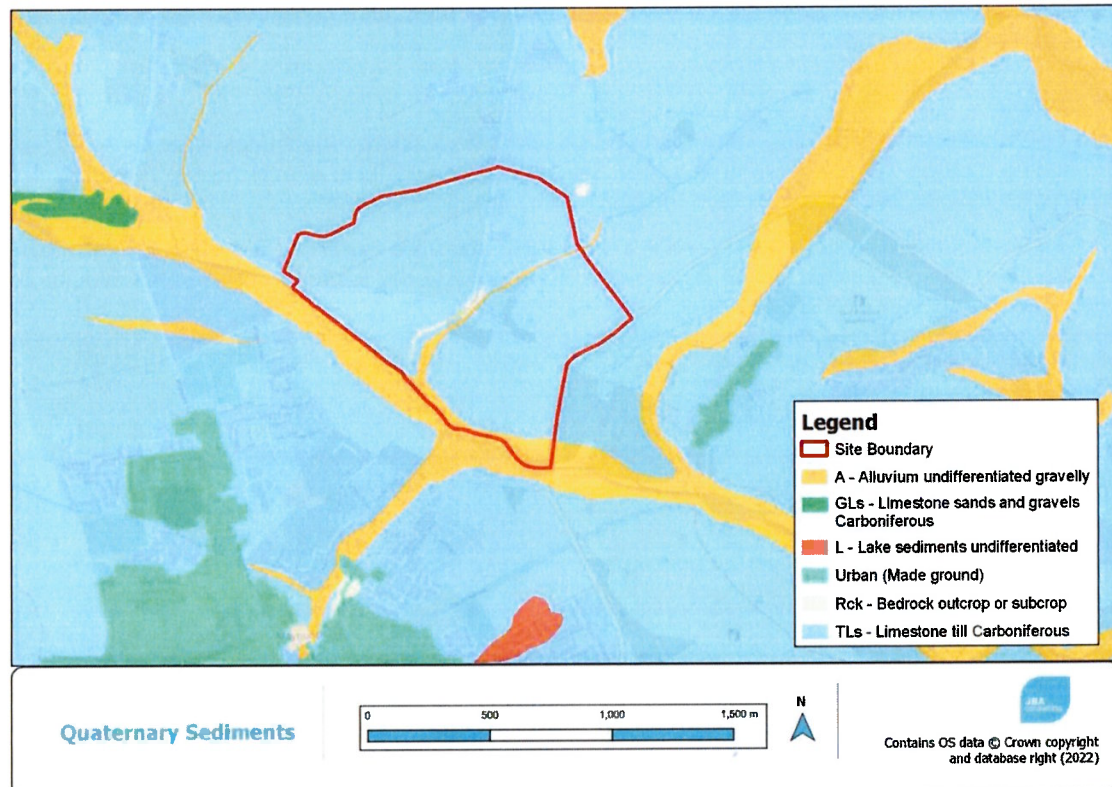 Legend
Site Boundary
A - Alluvium undifferentiated gravelly
GLs - Limestone sands and gravels
Carboniferous
L - Lake sediments undifferentiated
Urban (Made ground)
Rck - Bedrock outcrop or subcrop
TLs - Limestone till Carboniferous
Quaternary Sediments
0 500 1,000 1,500 m
N
JBA
consulting
Contains OS data © Crown copyright
and database right (2022)